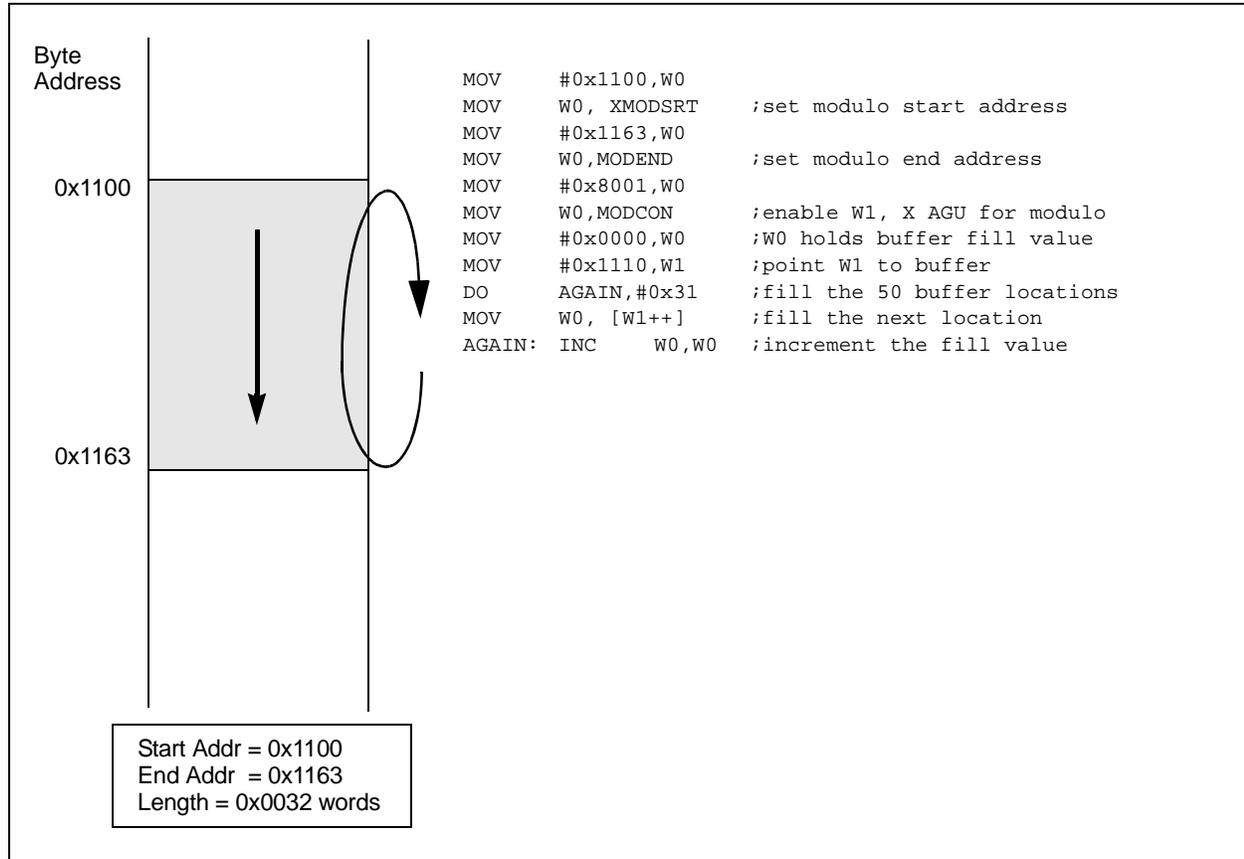 Byte
Address
MOV #0x1100,W0
MOV W0, XMODSRT ;set modulo start address
MOV #0x1163,W0
MOV W0,MODEND ;set modulo end address
MOV #0x8001,W0
MOV W0,MODCON ;enable W1, X AGU for modulo
MOV #0x0000,W0 ;W0 holds buffer fill value
MOV #0x1110,W1 ;point W1 to buffer
DO AGAIN,#0x31 ;fill the 50 buffer locations
MOV W0, [W1++] ;fill the next location
AGAIN: INC W0,W0 ;increment the fill value
0x1100
0x1163
Start Addr = 0x1100
End Addr = 0x1163
Length = 0x0032 words